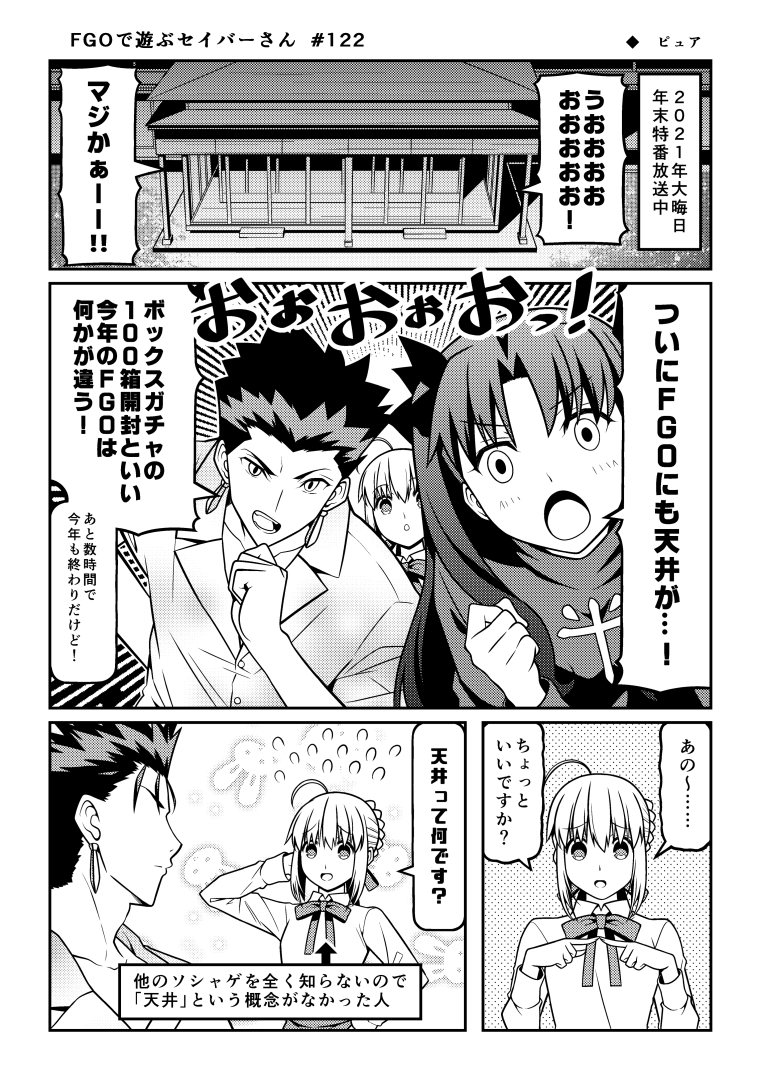 FGOで遊ぶセイバーさん #122
◆ ピュア
2021年大晦日
年末特番放送中
うおおおお
おおおおお!
マジかぁーー!!
おぉおぉおっ!
ついにFGOにも天井が…!
ボックスガチャの
100箱開封といい
今年のFGOは
何かが違う!
あと数時間で
今年も終わりだけど!
あの〜……
ちょっと
いいですか?
天井って何です?
他のソシャゲを全く知らないので
「天井」という概念がなかった人